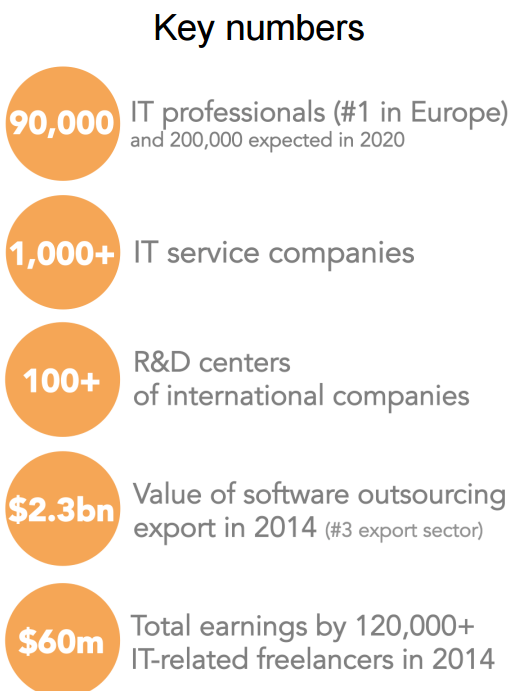 Key numbers
90,000
IT professionals (#1 in Europe)
and 200,000 expected in 2020
1,000+
IT service companies
100+
R&D centers
of international companies
$2.3bn
Value of software outsourcing
export in 2014 (#3 export sector)
$60m
Total earnings by 120,000+
IT-related freelancers in 2014